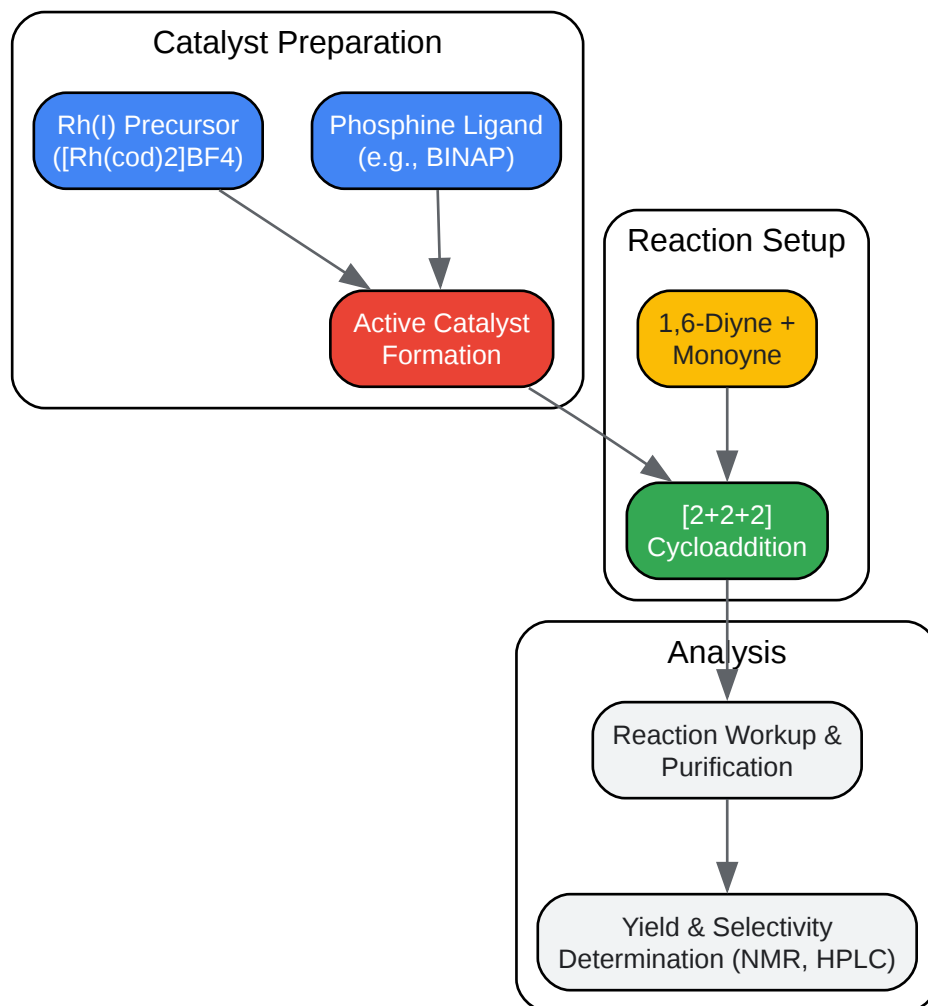 Catalyst Preparation
Rh(I) Precursor
([Rh(cod)2]BF4)
Phosphine Ligand
(e.g., BINAP)
Active Catalyst
Formation
Reaction Setup
1,6-Diyne +
Monoyne
[2+2+2]
Cycloaddition
Analysis
Reaction Workup &
Purification
Yield & Selectivity
Determination (NMR, HPLC)